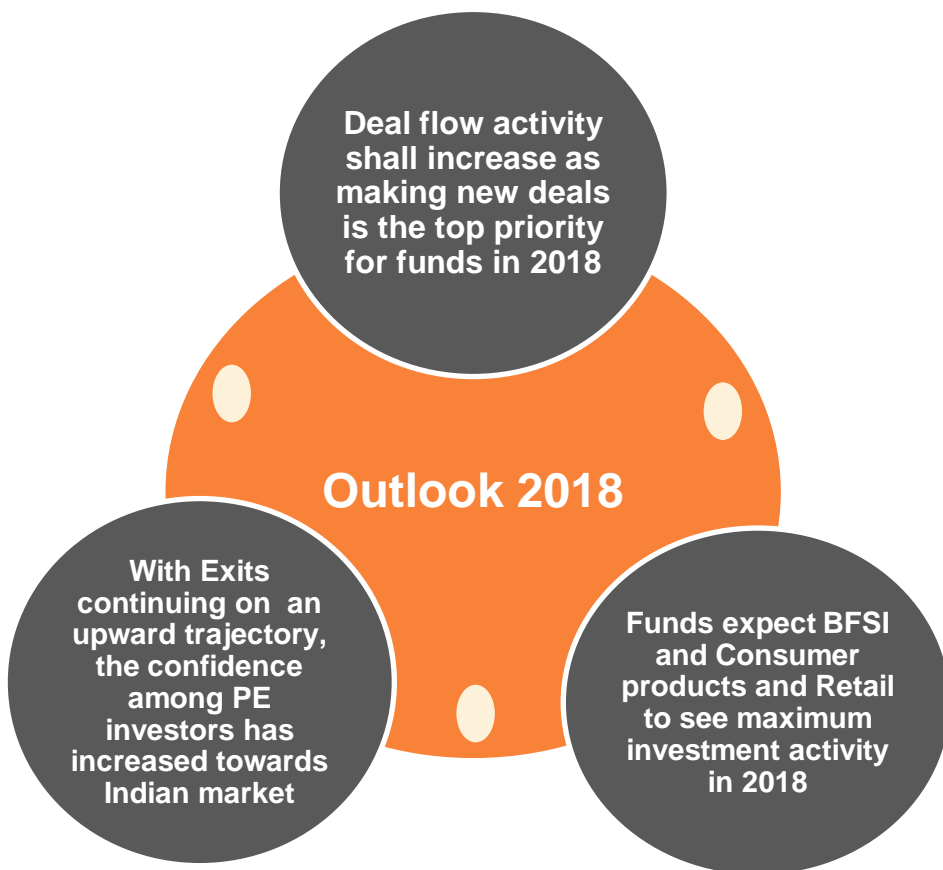 Deal flow activity
shall increase as
making new deals
is the top priority
for funds in 2018
Outlook 2018
With Exits
continuing on  an
upward trajectory,
the confidence
among PE
investors has
increased towards
Indian market
Funds expect BFSI
and Consumer
products and Retail
to see maximum
investment activity
in 2018